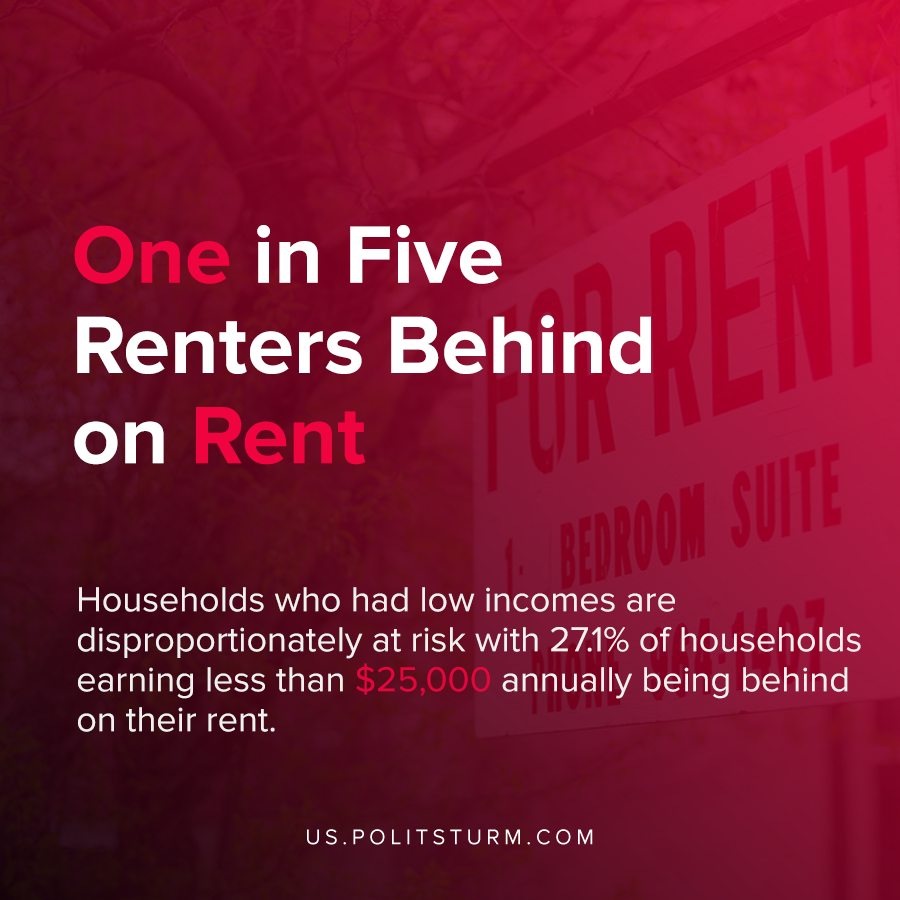 One in Five
Renters Behind
on Rent
FOR RENT
1- BEDROOM SUITE
PHONE
Households who had low incomes are
disproportionately at risk with 27.1% of households
earning less than $25,000 annually being behind
on their rent.
US.POLITSTURM.COM